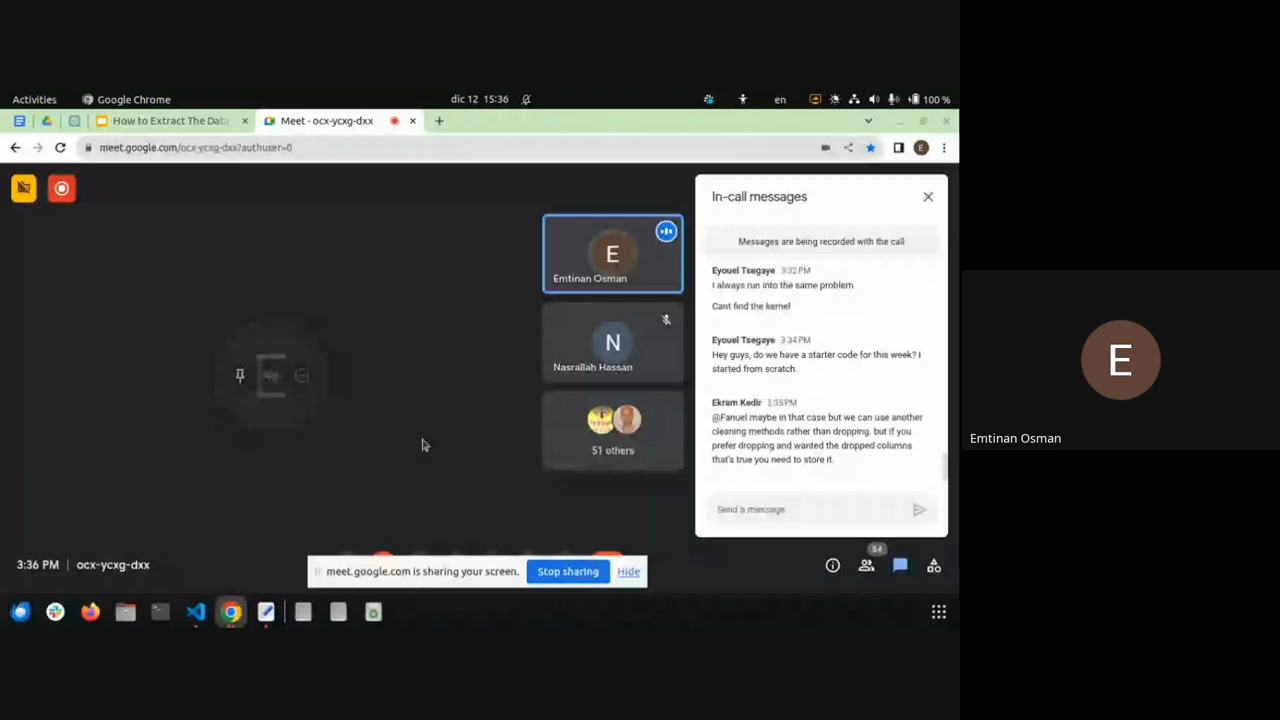 Activities
Google Chrome
dic 12 15:36
en
100 %
How to Extract The Data
Meet - ocx-ycxg-dxx
meet.google.com/ocx-ycxg-dxx?authuser=0
E
E
Emtinan Osman
N
Nasrallah Hassan
51 others
In-call messages
Messages are being recorded with the call
Eyouel Tsegaye 3:32 PM
I always run into the same problem
Cant find the kernel
Eyouel Tsegaye 3:34 PM
Hey guys, do we have a starter code for this week? I
started from scratch.
Ekram Kedir 3:35 PM
@Fanuel maybe in that case but we can use another
cleaning methods rather than dropping. but if you
prefer dropping and wanted the dropped columns
that's true you need to store it.
Send a message
3:36 PM | ocx-ycxg-dxx
meet.google.com is sharing your screen.
Stop sharing
Hide
54
E
Emtinan Osman